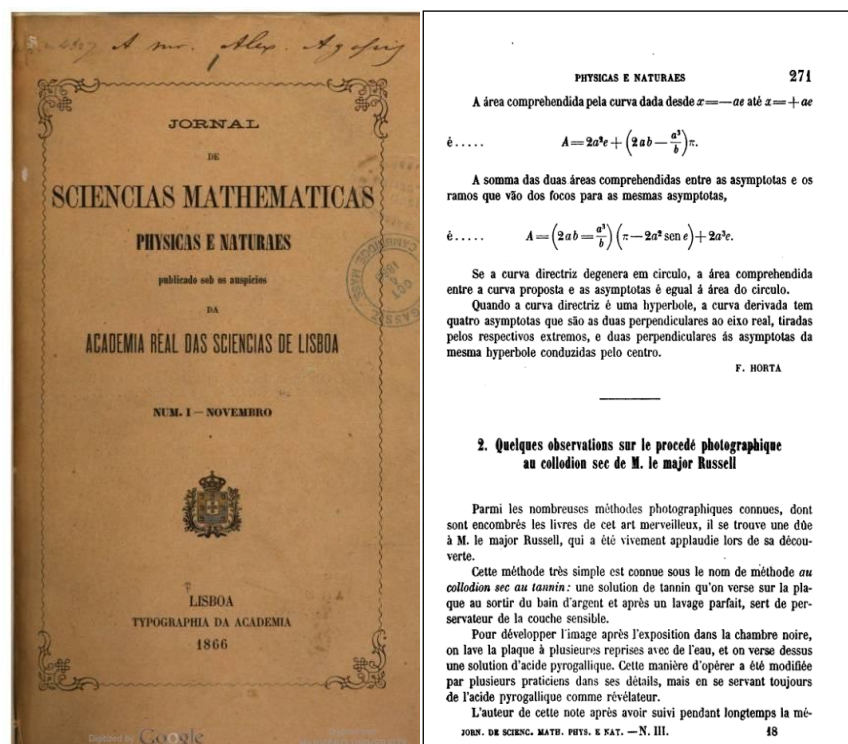 A mr. Alex. Agassiz
JORNAL
DE
SCIENCIAS MATHEMATICAS
PHYSICAS E NATURAES
publicado sob os auspicios
DA
ACADEMIA REAL DAS SCIENCIAS DE LISBOA
NUM. I — NOVEMBRO
LISBOA
TYPOGRAPHIA DA ACADEMIA
1866
Digitized by Google
PHYSICAS E NATURAES 271
A área comprehendida pela curva dada desde x=—ae até x=+ae
é..... A=2a²e+(2ab—a³/b)π.
A somma das duas áreas comprehendidas entre as asymptotas e os
ramos que vão dos focos para as mesmas asymptotas,
é..... A=(2ab=a³/b)(π—2a² sen e)+2a³e.
Se a curva directriz degenera em circulo, a área comprehendida
entre a curva proposta e as asymptotas é egual á área do circulo.
Quando a curva directriz é uma hyperbole, a curva derivada tem
quatro asymptotas que são as duas perpendiculares ao eixo real, tiradas
pelos respectivos extremos, e duas perpendiculares ás asymptotas da
mesma hyperbole conduzidas pelo centro.
F. HORTA
2. Quelques observations sur le procedé photographique
au collodion sec de M. le major Russell
Parmi les nombreuses méthodes photographiques connues, dont
sont encombrés les livres de cet art merveilleux, il se trouve une dûe
à M. le major Russell, qui a été vivement applaudie lors de sa décou-
verte.
Cette méthode très simple est connue sous le nom de méthode au
collodion sec au tannin: une solution de tannin qu'on verse sur la pla-
que au sortir du bain d'argent et après un lavage parfait, sert de per-
servateur de la couche sensible.
Pour développer l'image après l'exposition dans la chambre noire,
on lave la plaque à plusieures reprises avec de l'eau, et on verse dessus
une solution d'acide pyrogallique. Cette manière d'opérer a été modifiée
par plusieurs praticiens dans ses détails, mais en se servant toujours
de l'acide pyrogallique comme révélateur.
L'auteur de cette note après avoir suivi pendant longtemps la mé-
JORN. DE SCIENC. MATH. PHYS. E NAT. — N. III. 18